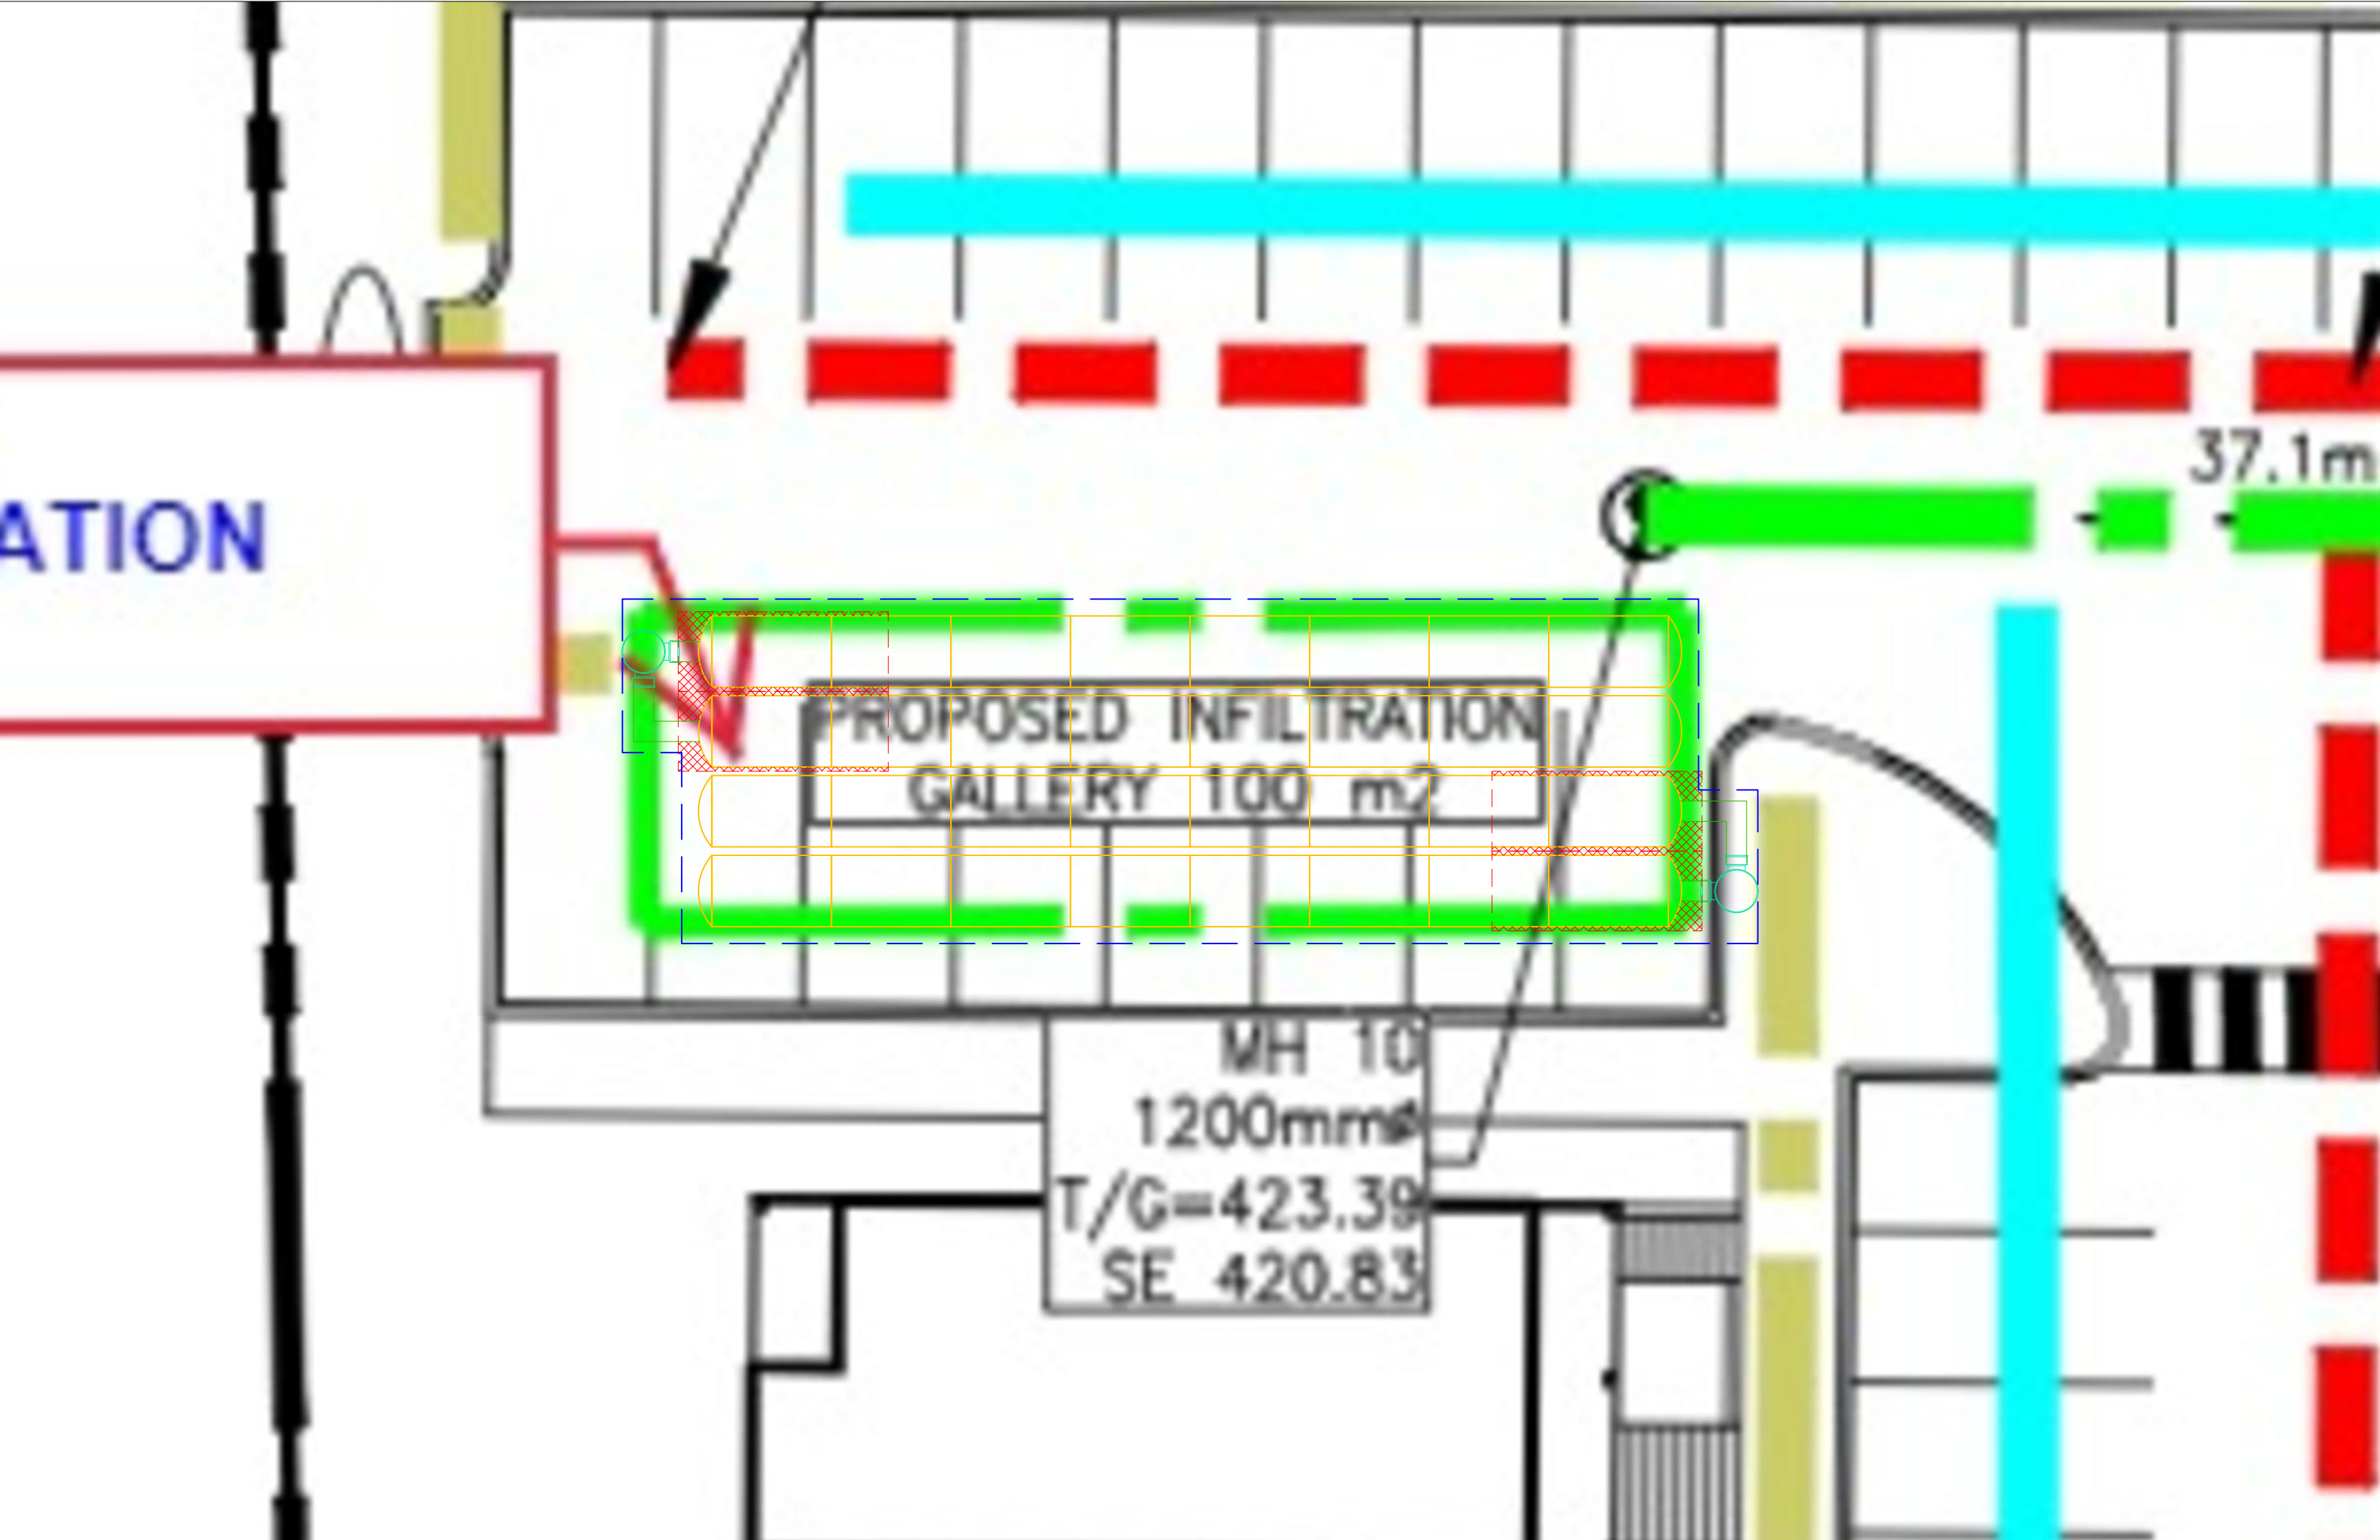 37.1m
ATION
PROPOSED INFILTRATION
GALLERY 100 m2
MH 10
1200mmø
T/G=423.39
SE 420.83